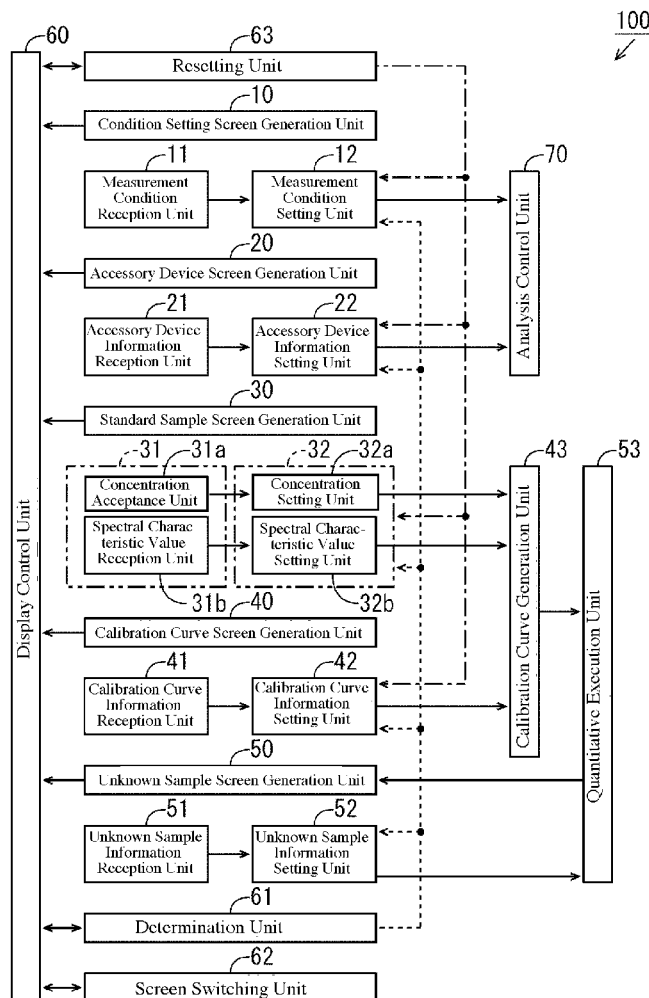 100
60
63
Resetting Unit
10
Condition Setting Screen Generation Unit
11
12
70
Measurement
Condition
Reception Unit
Measurement
Condition
Setting Unit
Analysis Control Unit
20
Accessory Device Screen Generation Unit
21
22
Accessory Device
Information
Reception Unit
Accessory Device
Information
Setting Unit
30
Standard Sample Screen Generation Unit
31
31a
32
32a
43
53
Concentration
Acceptance Unit
Concentration
Setting Unit
Spectral Charac-
teristic Value
Reception Unit
Spectral Charac-
teristic Value
Setting Unit
31b
32b
Calibration Curve Generation Unit
Quantitative Execution Unit
Display Control Unit
40
Calibration Curve Screen Generation Unit
41
42
Calibration Curve
Information
Reception Unit
Calibration Curve
Information
Setting Unit
50
Unknown Sample Screen Generation Unit
51
52
Unknown Sample
Information
Reception Unit
Unknown Sample
Information
Setting Unit
61
Determination Unit
62
Screen Switching Unit